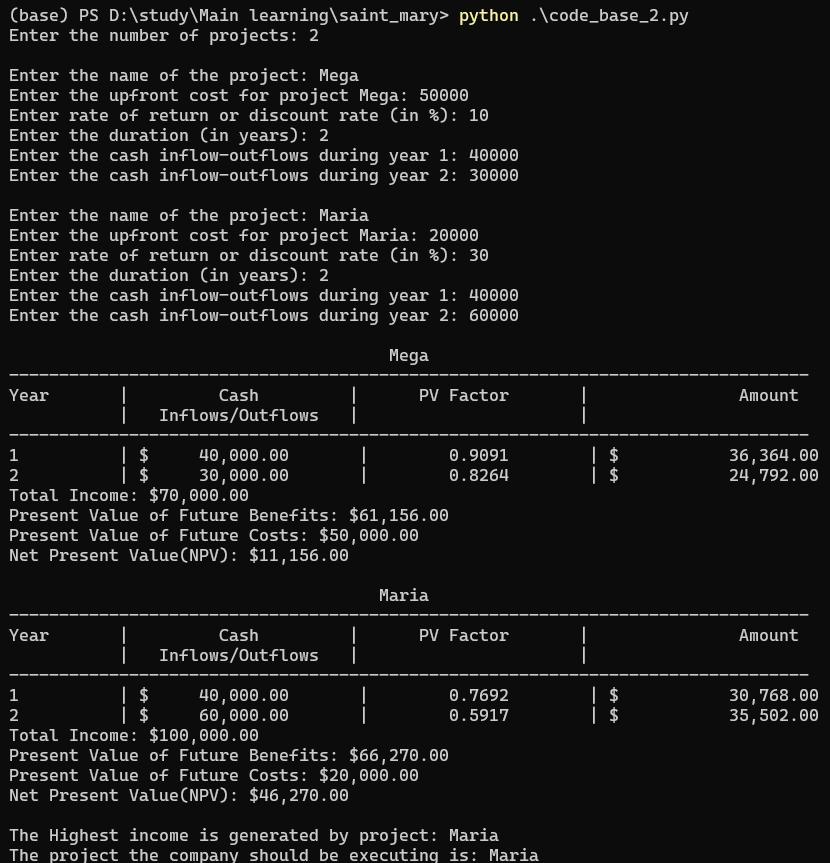 (base) PS D:\study\Main learning\saint_mary> python .\code_base_2.py
Enter the number of projects: 2
Enter the name of the project: Mega
Enter the upfront cost for project Mega: 50000
Enter rate of return or discount rate (in %): 10
Enter the duration (in years): 2
Enter the cash inflow-outflows during year 1: 40000
Enter the cash inflow-outflows during year 2: 30000
Enter the name of the project: Maria
Enter the upfront cost for project Maria: 20000
Enter rate of return or discount rate (in %): 30
Enter the duration (in years): 2
Enter the cash inflow-outflows during year 1: 40000
Enter the cash inflow-outflows during year 2: 60000
Mega
--------------------------------------------------------------------------------
Year | Cash | PV Factor | Amount
| Inflows/Outflows | |
--------------------------------------------------------------------------------
1 | $ 40,000.00 | 0.9091 | $ 36,364.00
2 | $ 30,000.00 | 0.8264 | $ 24,792.00
Total Income: $70,000.00
Present Value of Future Benefits: $61,156.00
Present Value of Future Costs: $50,000.00
Net Present Value(NPV): $11,156.00
Maria
--------------------------------------------------------------------------------
Year | Cash | PV Factor | Amount
| Inflows/Outflows | |
--------------------------------------------------------------------------------
1 | $ 40,000.00 | 0.7692 | $ 30,768.00
2 | $ 60,000.00 | 0.5917 | $ 35,502.00
Total Income: $100,000.00
Present Value of Future Benefits: $66,270.00
Present Value of Future Costs: $20,000.00
Net Present Value(NPV): $46,270.00
The Highest income is generated by project: Maria
The project the company should be executing is: Maria